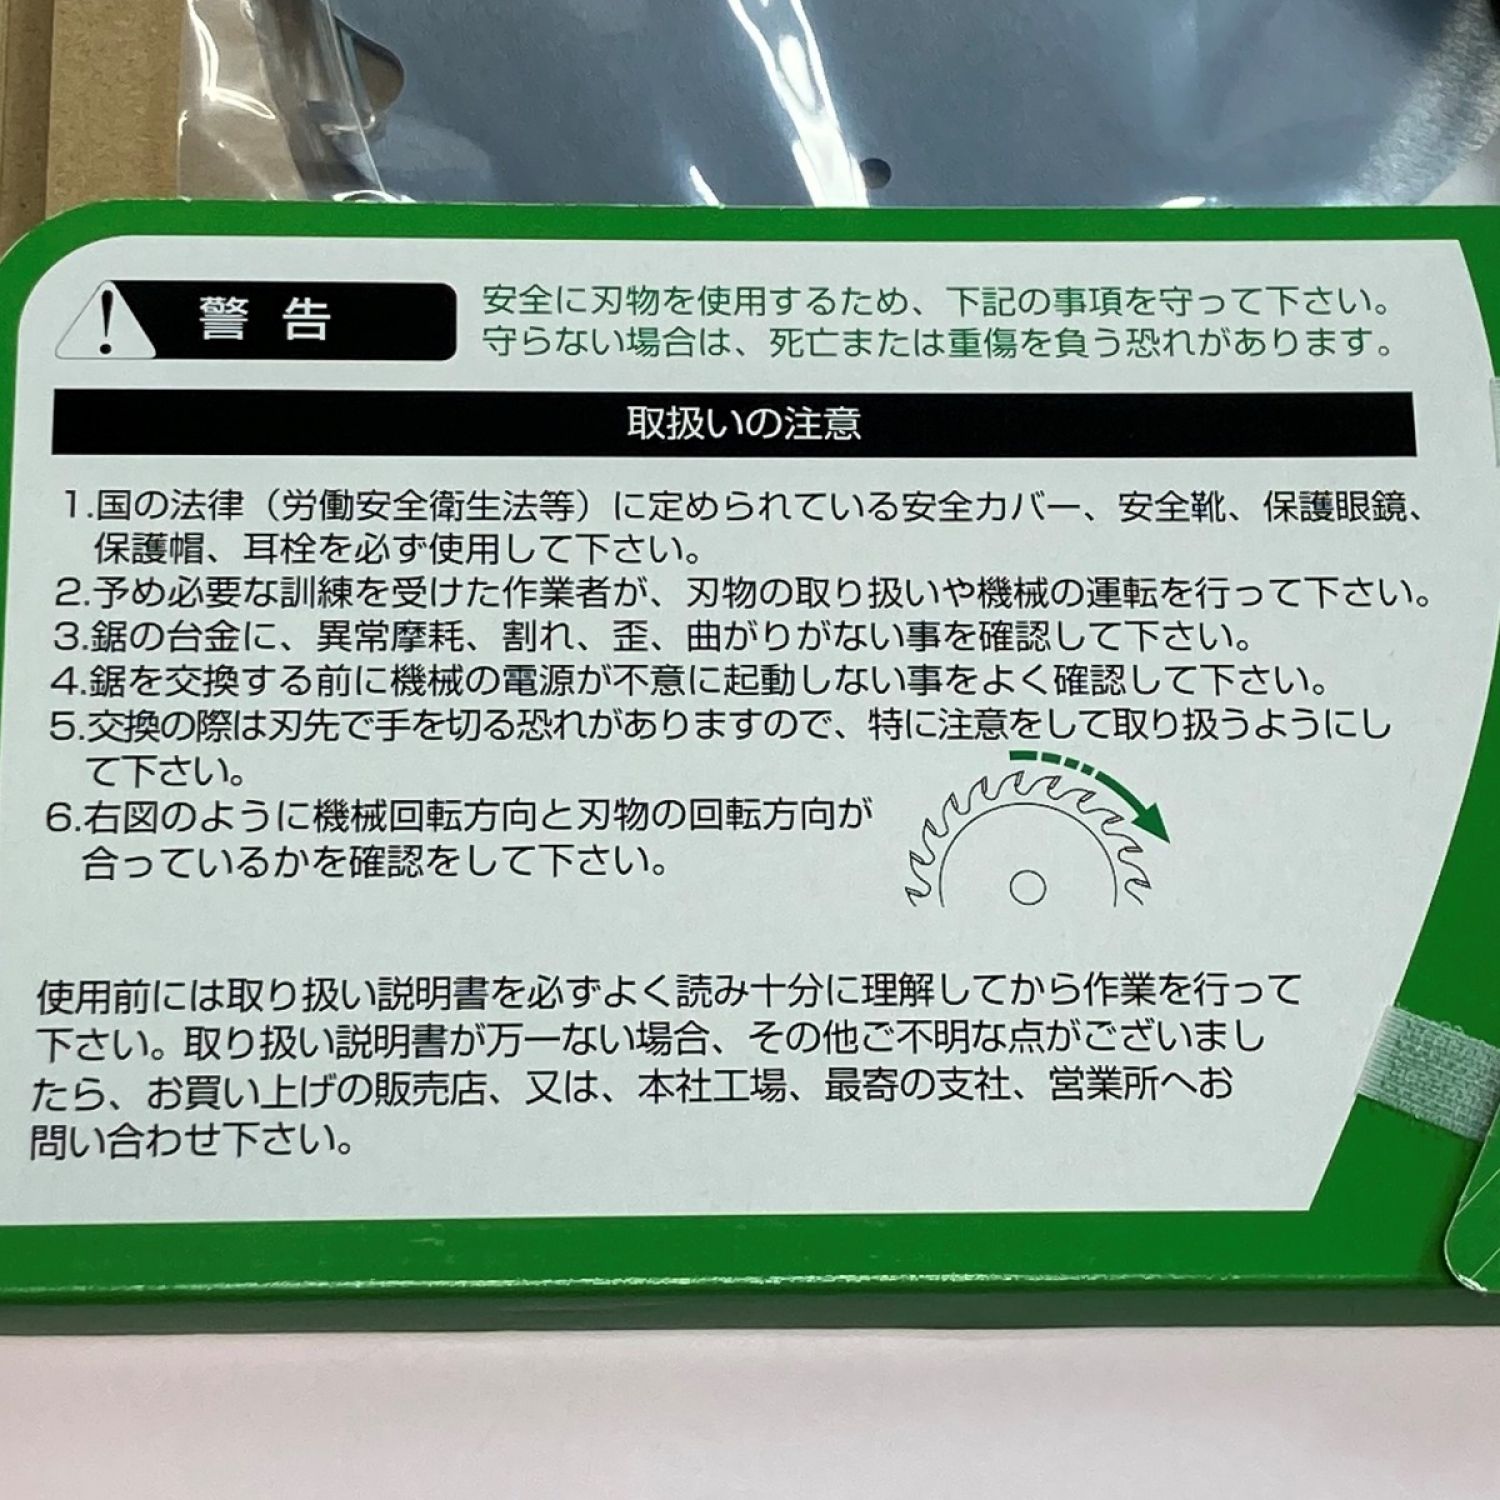 警告
安全に刃物を使用するため、下記の事項を守って下さい。
守らない場合は、死亡または重傷を負う恐れがあります。
取扱いの注意
1.国の法律（労働安全衛生法等）に定められている安全カバー、安全靴、保護眼鏡、
保護帽、耳栓を必ず使用して下さい。
2.予め必要な訓練を受けた作業者が、刃物の取り扱いや機械の運転を行って下さい。
3.鋸の台金に、異常摩耗、割れ、歪、曲がりがない事を確認して下さい。
4.鋸を交換する前に機械の電源が不意に起動しない事をよく確認して下さい。
5.交換の際は刃先で手を切る恐れがありますので、特に注意をして取り扱うようにし
て下さい。
6.右図のように機械回転方向と刃物の回転方向が
合っているかを確認をして下さい。
使用前には取り扱い説明書を必ずよく読み十分に理解してから作業を行って
下さい。取り扱い説明書が万一ない場合、その他ご不明な点がございまし
たら、お買い上げの販売店、又は、本社工場、最寄の支社、営業所へお
問い合わせ下さい。